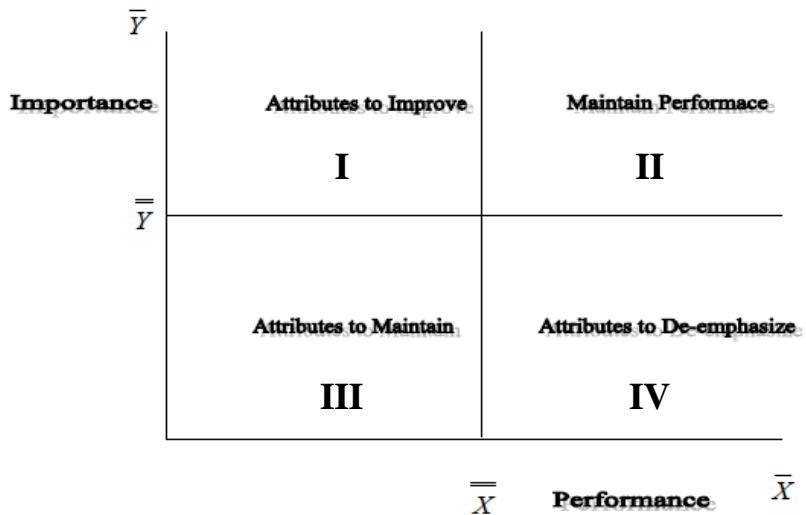 Y̅
Importance
Attributes to Improve
Maintain Performace
I
II
Y̿
Attributes to Maintain
Attributes to De-emphasize
III
IV
X̿
Performance
X̅